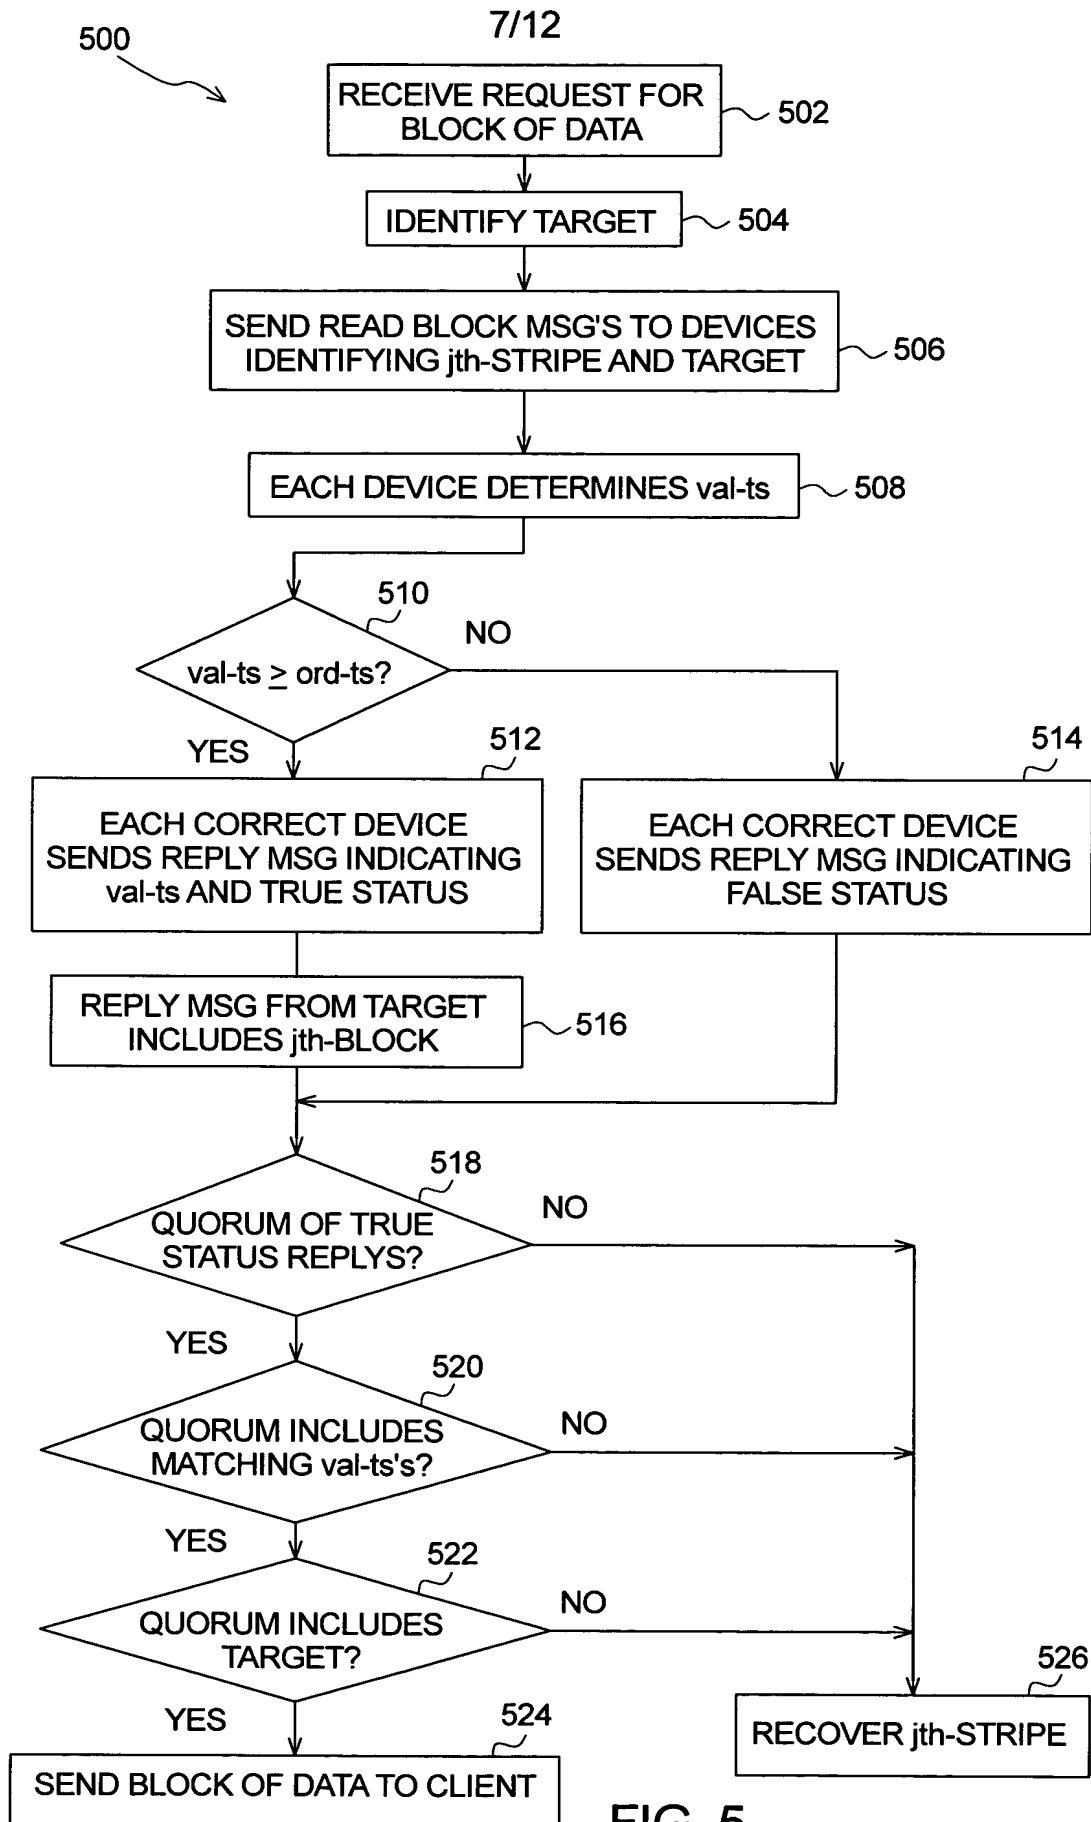 7/12
500
RECEIVE REQUEST FOR
BLOCK OF DATA
502
IDENTIFY TARGET
504
SEND READ BLOCK MSG'S TO DEVICES
IDENTIFYING jth-STRIPE AND TARGET
506
EACH DEVICE DETERMINES val-ts
508
510
val-ts ≥ ord-ts?
NO
YES
512
EACH CORRECT DEVICE
SENDS REPLY MSG INDICATING
val-ts AND TRUE STATUS
514
EACH CORRECT DEVICE
SENDS REPLY MSG INDICATING
FALSE STATUS
REPLY MSG FROM TARGET
INCLUDES jth-BLOCK
516
518
QUORUM OF TRUE
STATUS REPLYS?
NO
YES
520
QUORUM INCLUDES
MATCHING val-ts's?
NO
YES
522
QUORUM INCLUDES
TARGET?
NO
YES
524
SEND BLOCK OF DATA TO CLIENT
526
RECOVER jth-STRIPE
FIG. 5